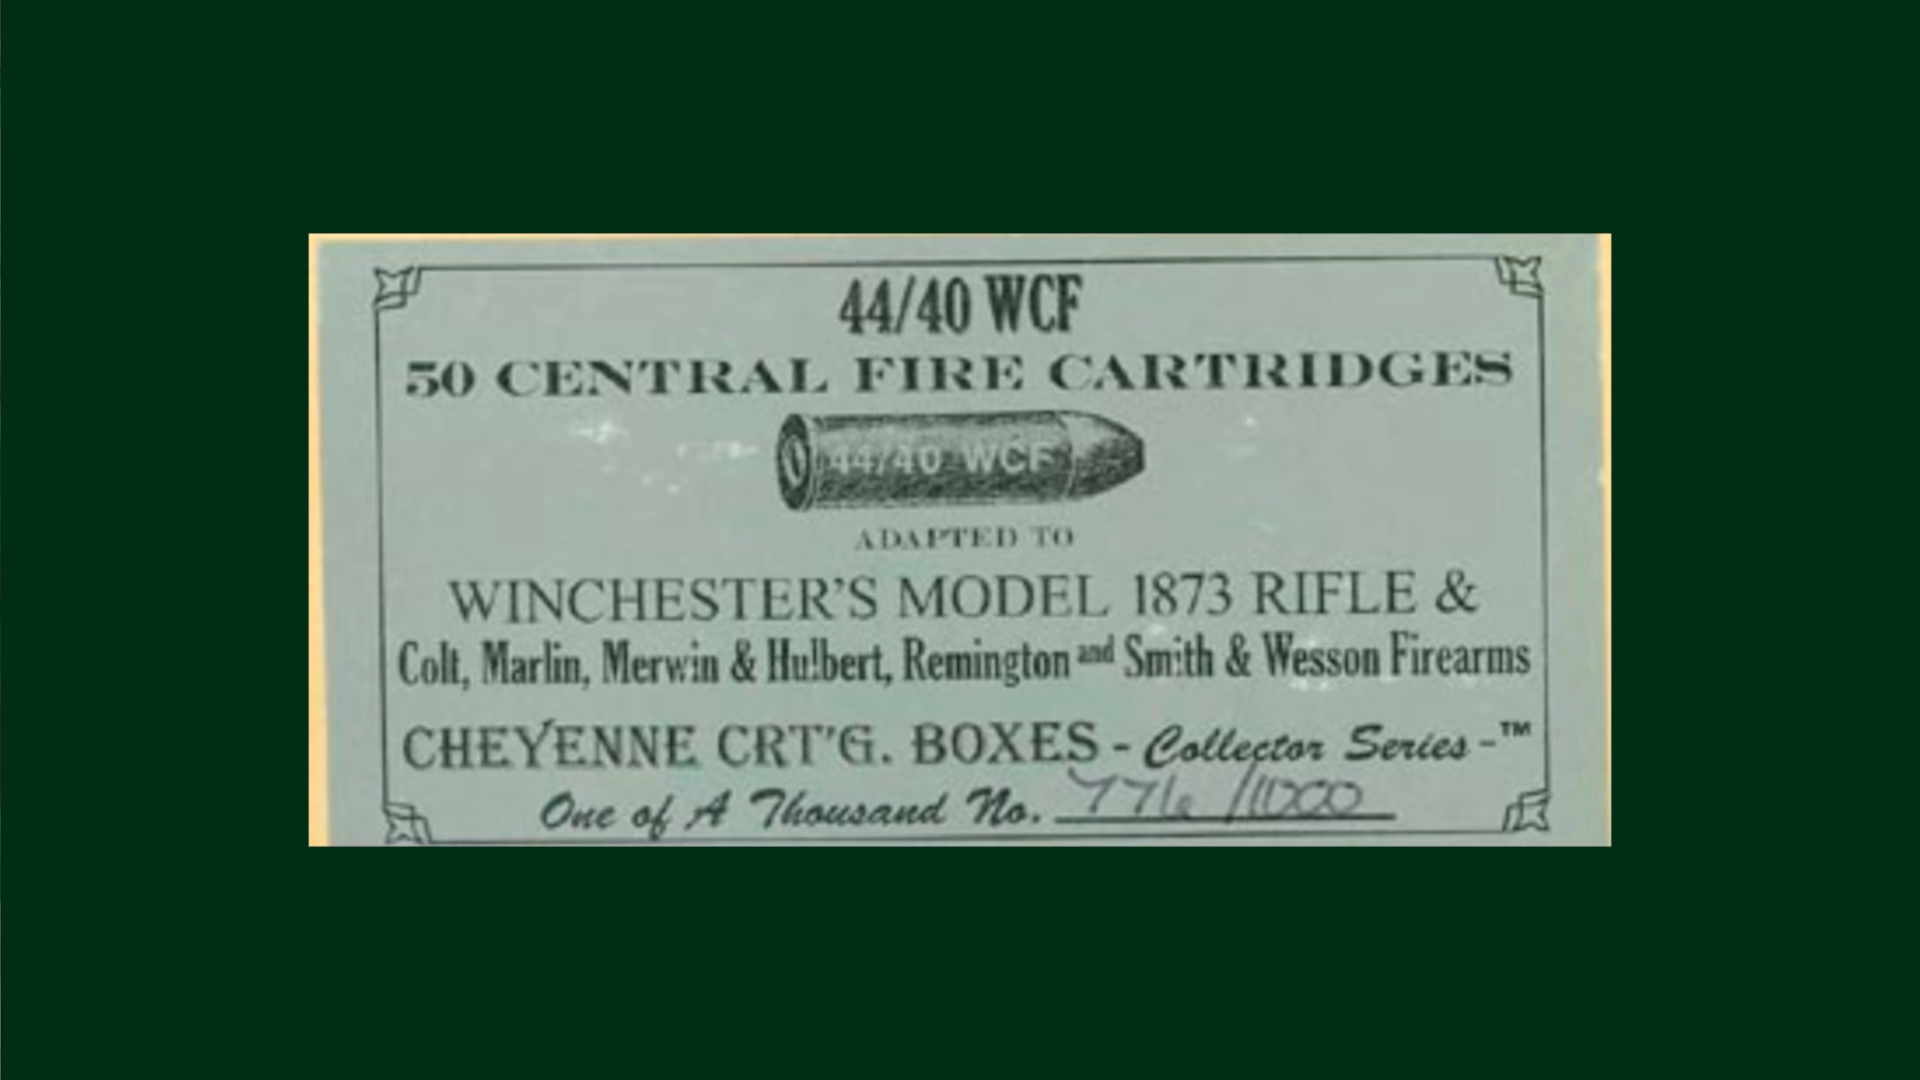 44/40 WCF
50 CENTRAL FIRE CARTRIDGES
44/40 WCF
ADAPTED TO
WINCHESTER'S MODEL 1873 RIFLE &
Colt, Marlin, Merwin & Hulbert, Remington and Smith & Wesson Firearms
CHEYENNE CRT'G. BOXES - Collector Series - ™
One of A Thousand No. 776/1000